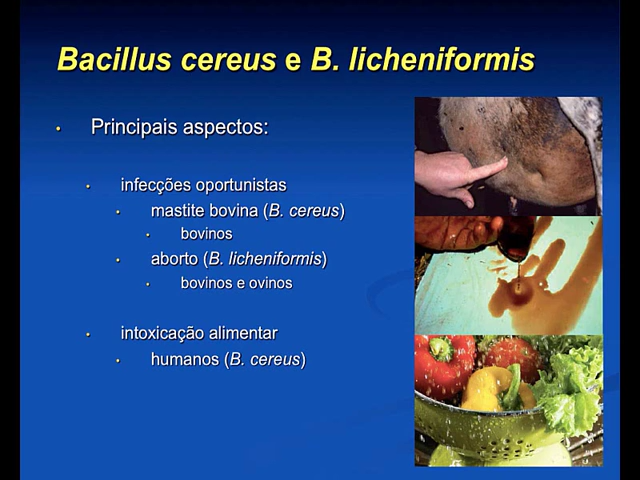 Bacillus cereus e B. licheniformis
• Principais aspectos:
• infecções oportunistas
• mastite bovina (B. cereus)
• bovinos
• aborto (B. licheniformis)
• bovinos e ovinos
• intoxicação alimentar
• humanos (B. cereus)